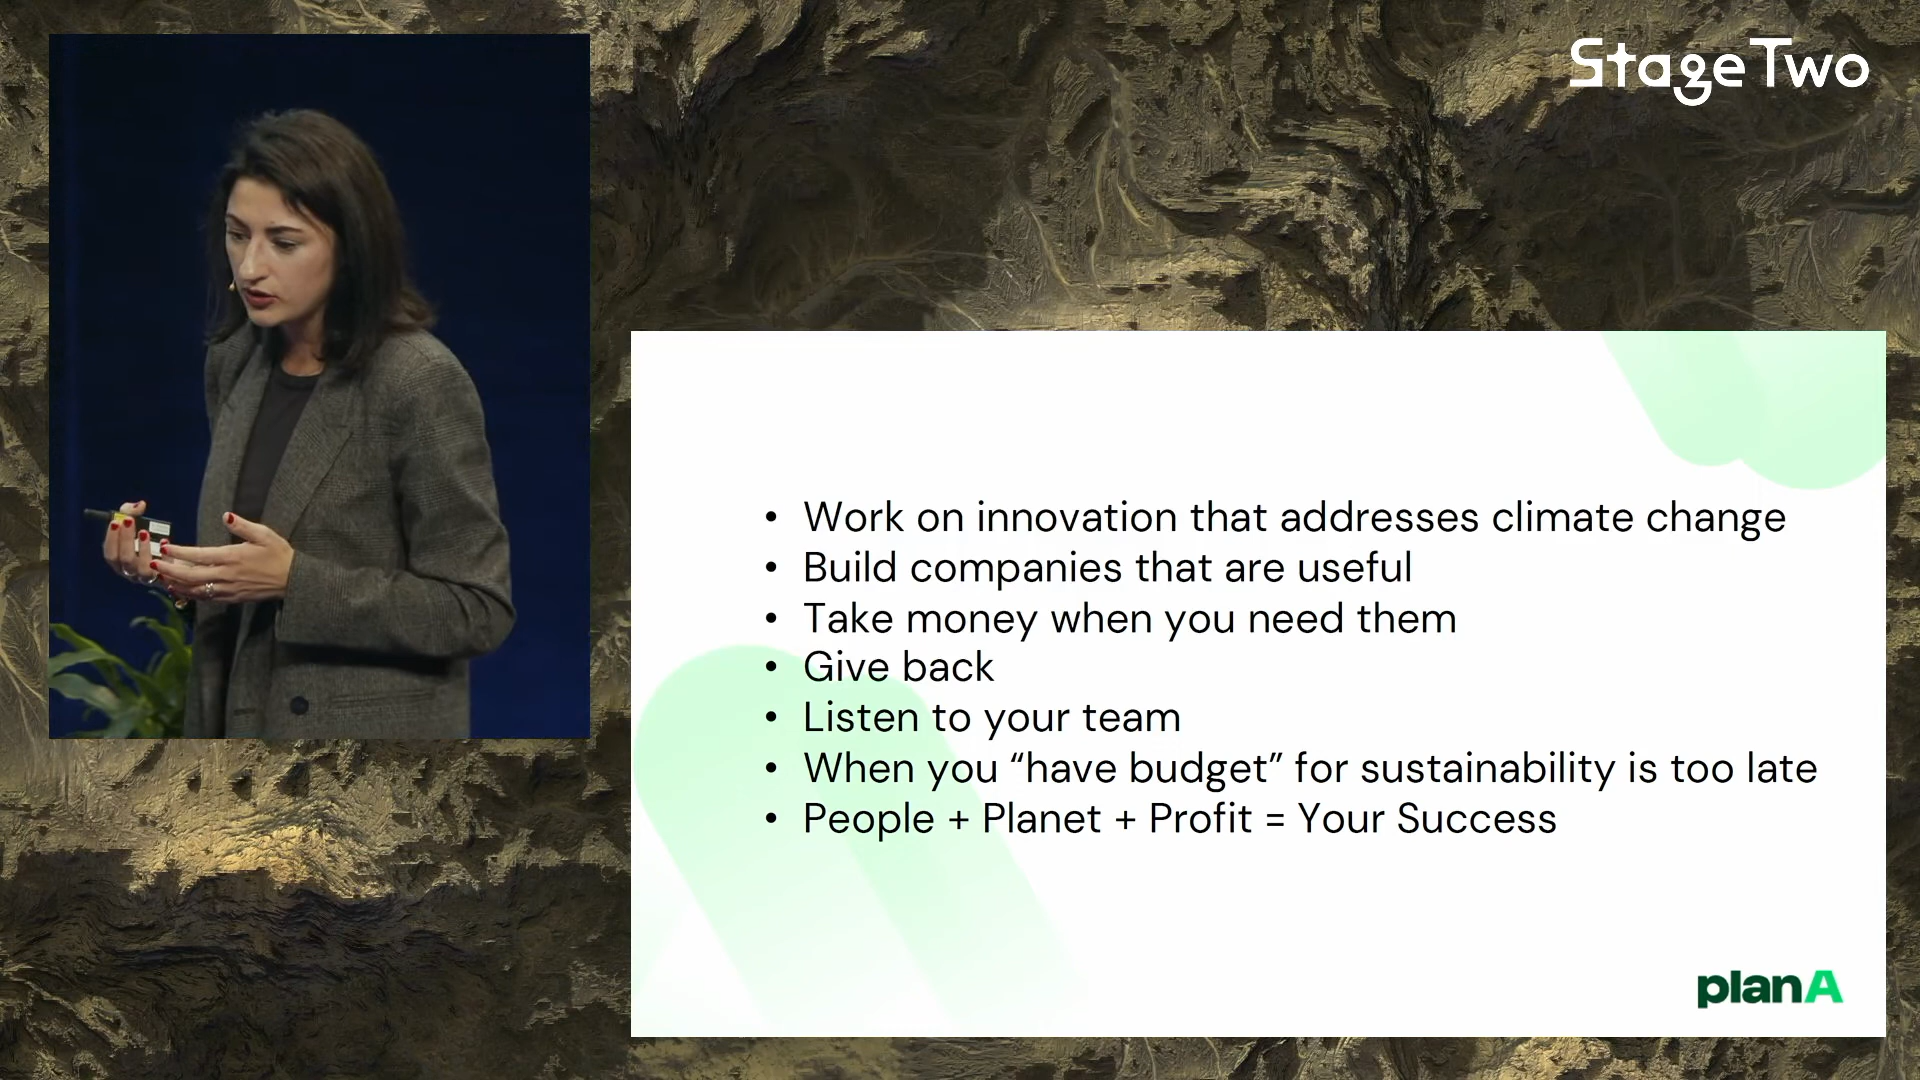 Stage Two
• Work on innovation that addresses climate change
• Build companies that are useful
• Take money when you need them
• Give back
• Listen to your team
• When you “have budget” for sustainability is too late
• People + Planet + Profit = Your Success
planA